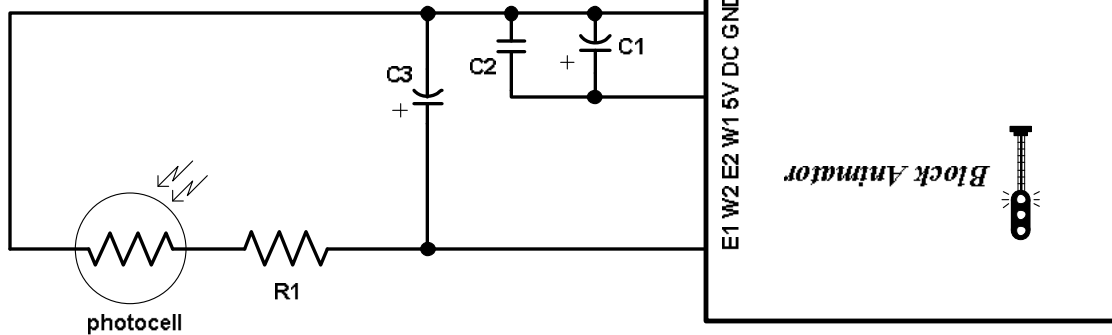 C1
C2
C3
+
+
R1
photocell
E1 W2 E2 W1 5V DC GND
Block Animator